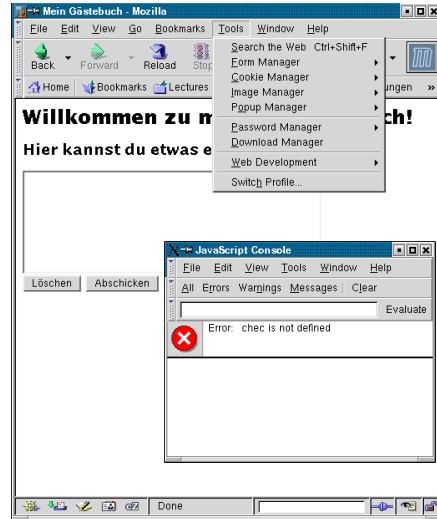 Mein Gästebuch - Mozilla
File Edit View Go Bookmarks Tools Window Help
Back Forward Reload Stop
Home Bookmarks Lectures ungen »
Search the Web Ctrl+Shift+F
Form Manager
Cookie Manager
Image Manager
Popup Manager
Password Manager
Download Manager
Web Development
Switch Profile...
Willkommen zu m ch!
Hier kannst du etwas e
Löschen Abschicken
JavaScript Console
File Edit View Tools Window Help
All Errors Warnings Messages Clear
Evaluate
Error: chec is not defined
Done